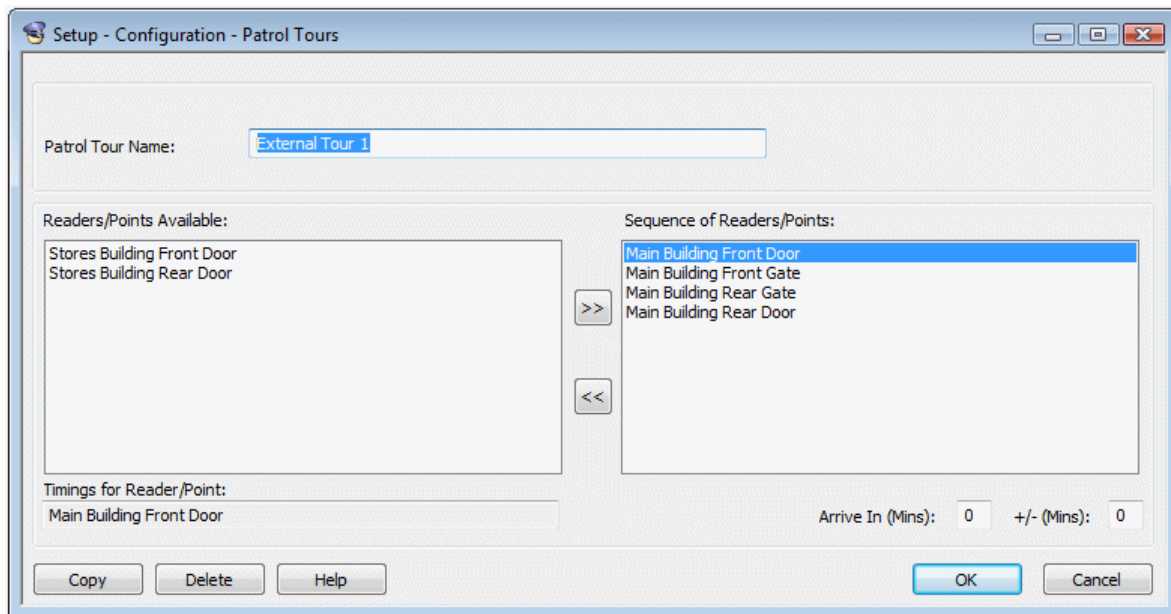 Setup - Configuration - Patrol Tours
Patrol Tour Name: External Tour 1
Readers/Points Available:
Stores Building Front Door
Stores Building Rear Door
>>
<<
Sequence of Readers/Points:
Main Building Front Door
Main Building Front Gate
Main Building Rear Gate
Main Building Rear Door
Timings for Reader/Point:
Main Building Front Door
Arrive In (Mins): 0 +/- (Mins): 0
Copy Delete Help OK Cancel